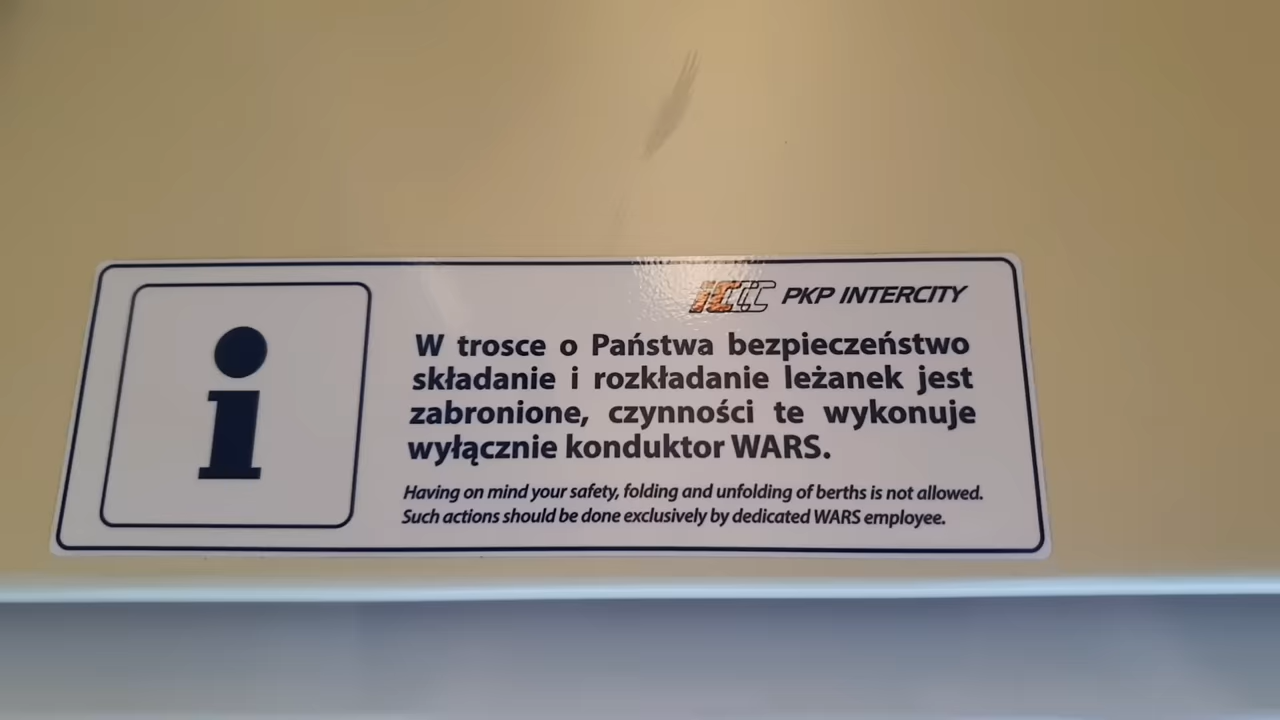 PKP INTERCITY
W trosce o Państwa bezpieczeństwo
składanie i rozkładanie leżanek jest
zabronione, czynności te wykonuje
wyłącznie konduktor WARS.
Having on mind your safety, folding and unfolding of berths is not allowed.
Such actions should be done exclusively by dedicated WARS employee.